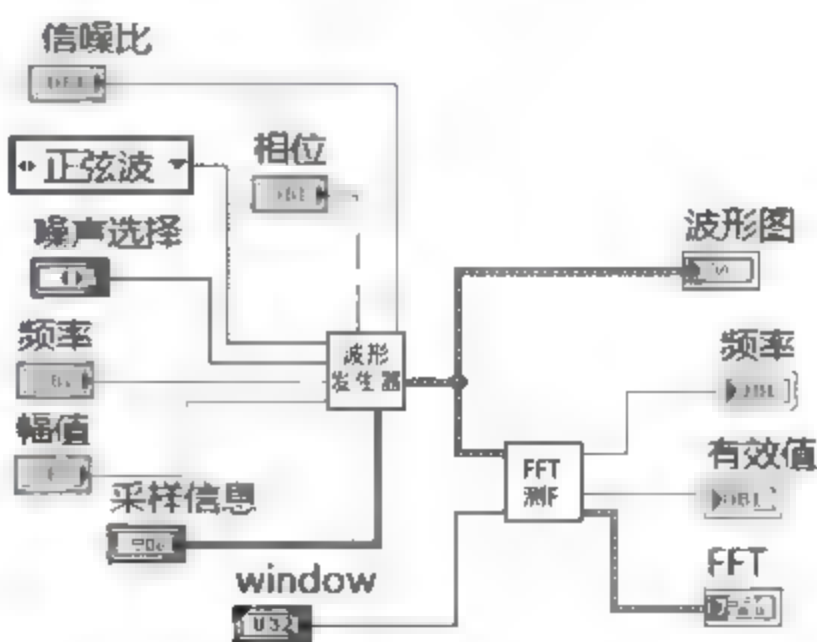 信噪比
正弦波
相位
噪声选择
波形图
频率
波形
发生器
频率
幅值
有效值
FFT
测F
采样信息
window
FFT
U32